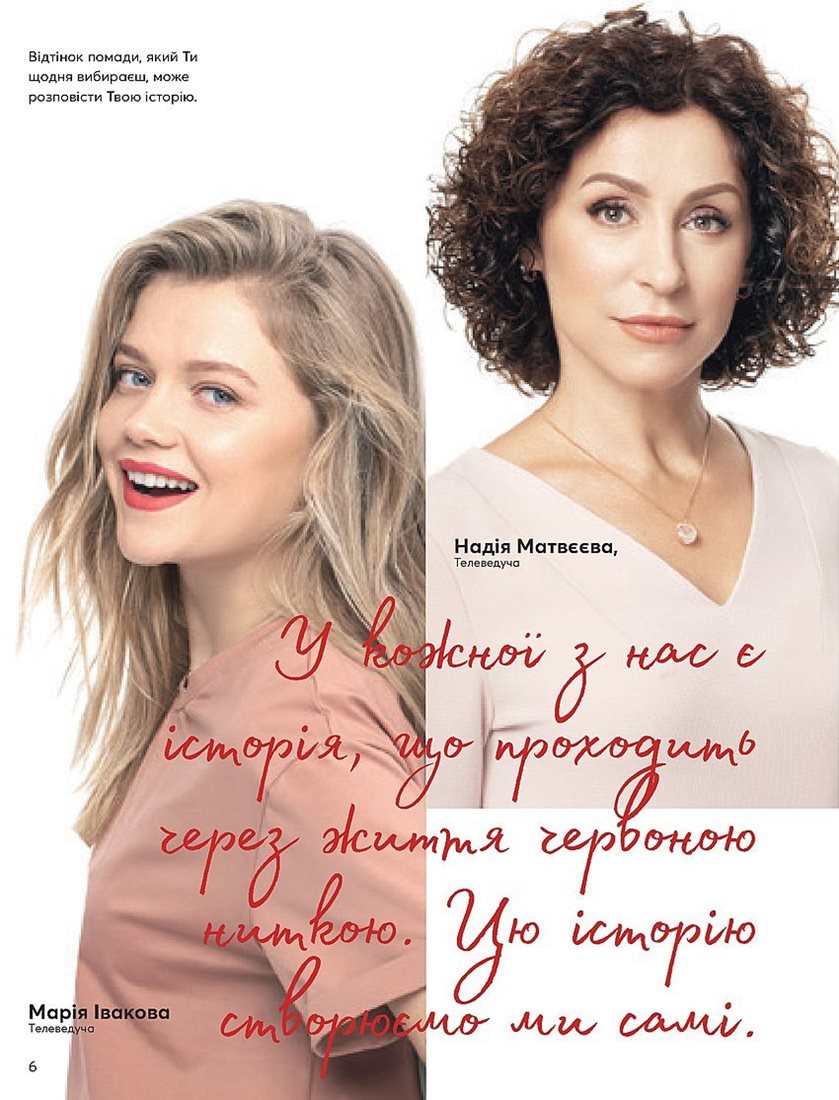 Відтінок помади, який Ти
щодня вибираєш, може
розповісти Твою історію.
Надія Матвєєва,
Телеведуча
У кожної з нас є
історія, що проходить
через життя червоною
ниткою. Цю історію
створюємо ми самі.
Марія Івакова
Телеведуча
6